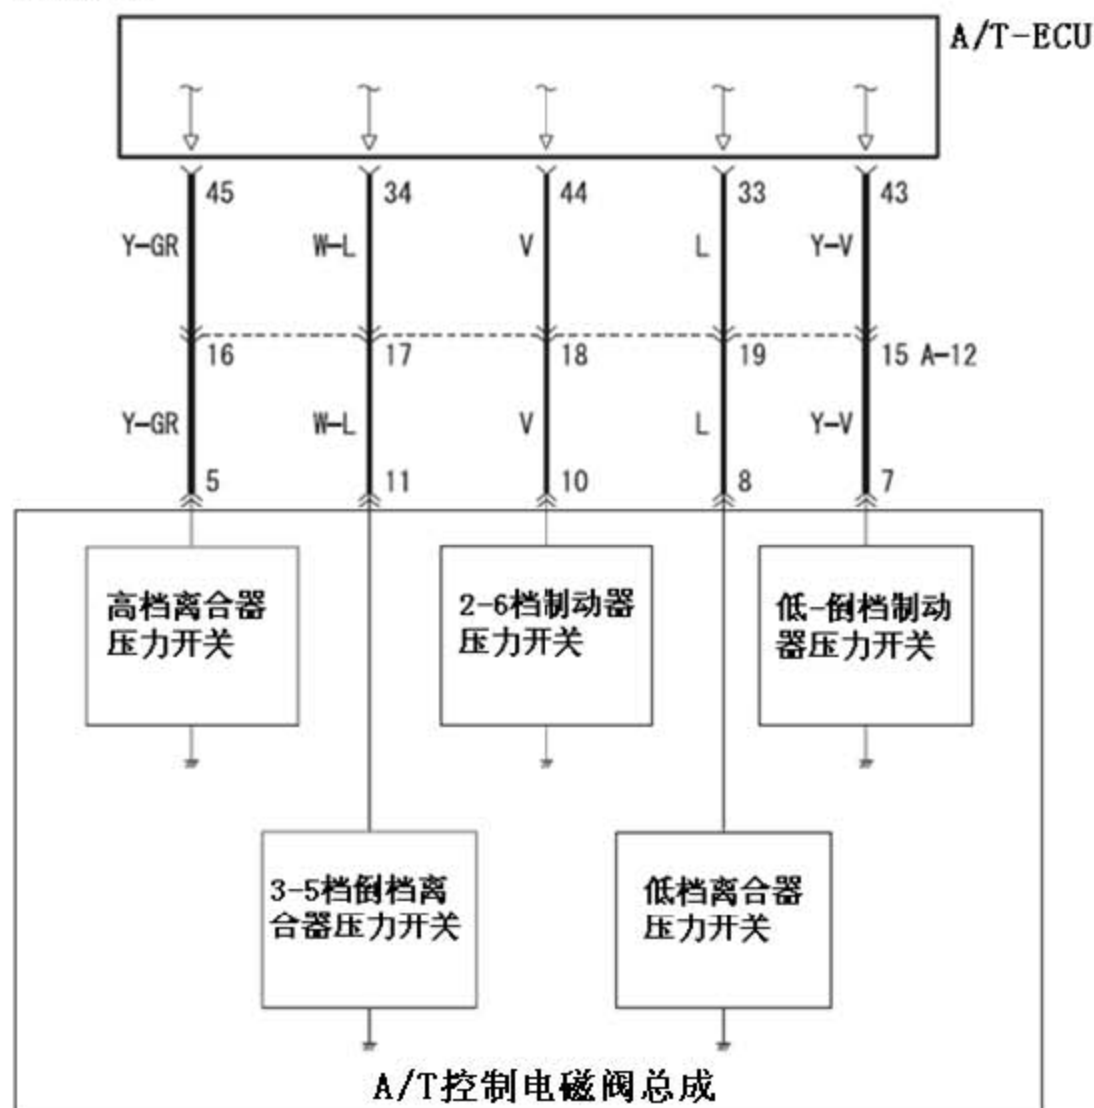 A/T-ECU
45 34 44 33 43
Y-GR W-L V L Y-V
16 17 18 19 15 A-12
Y-GR W-L V L Y-V
5 11 10 8 7
高档离合器
压力开关
2-6档制动器
压力开关
低-倒档制动
器压力开关
3-5档倒档离
合器压力开关
低档离合器
压力开关
A/T控制电磁阀总成